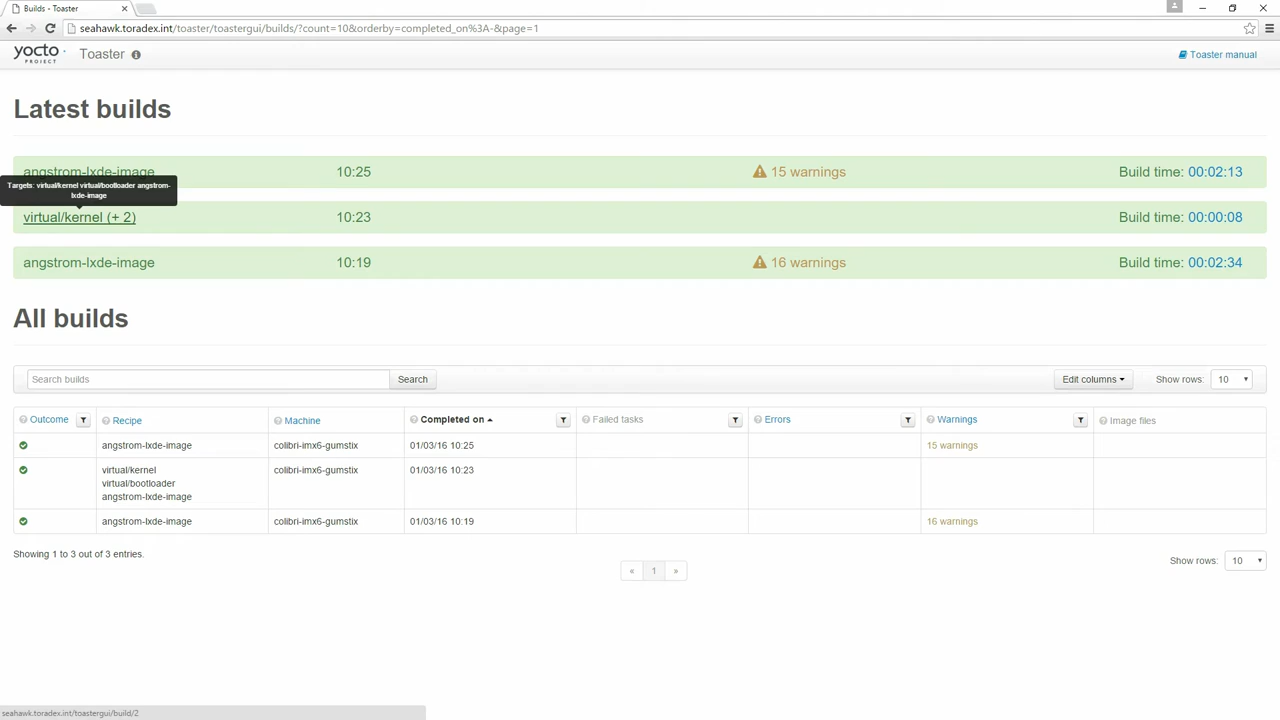 Builds - Toaster
seahawk.toradex.int/toaster/toastergui/builds/?count=10&orderby=completed_on%3A-&page=1
yocto
PROJECT
Toaster
Toaster manual
Latest builds
angstrom-lxde-image 10:25 15 warnings Build time: 00:02:13
Targets: virtual/kernel virtual/bootloader angstrom-
lxde-image
virtual/kernel (+ 2) 10:23 Build time: 00:00:08
angstrom-lxde-image 10:19 16 warnings Build time: 00:02:34
All builds
Search builds Search Edit columns Show rows: 10
Outcome Recipe Machine Completed on Failed tasks Errors Warnings Image files
angstrom-lxde-image colibri-imx6-gumstix 01/03/16 10:25 15 warnings
virtual/kernel colibri-imx6-gumstix 01/03/16 10:23
virtual/bootloader
angstrom-lxde-image
angstrom-lxde-image colibri-imx6-gumstix 01/03/16 10:19 16 warnings
Showing 1 to 3 out of 3 entries.
« 1 »
Show rows: 10
seahawk.toradex.int/toastergui/build/2